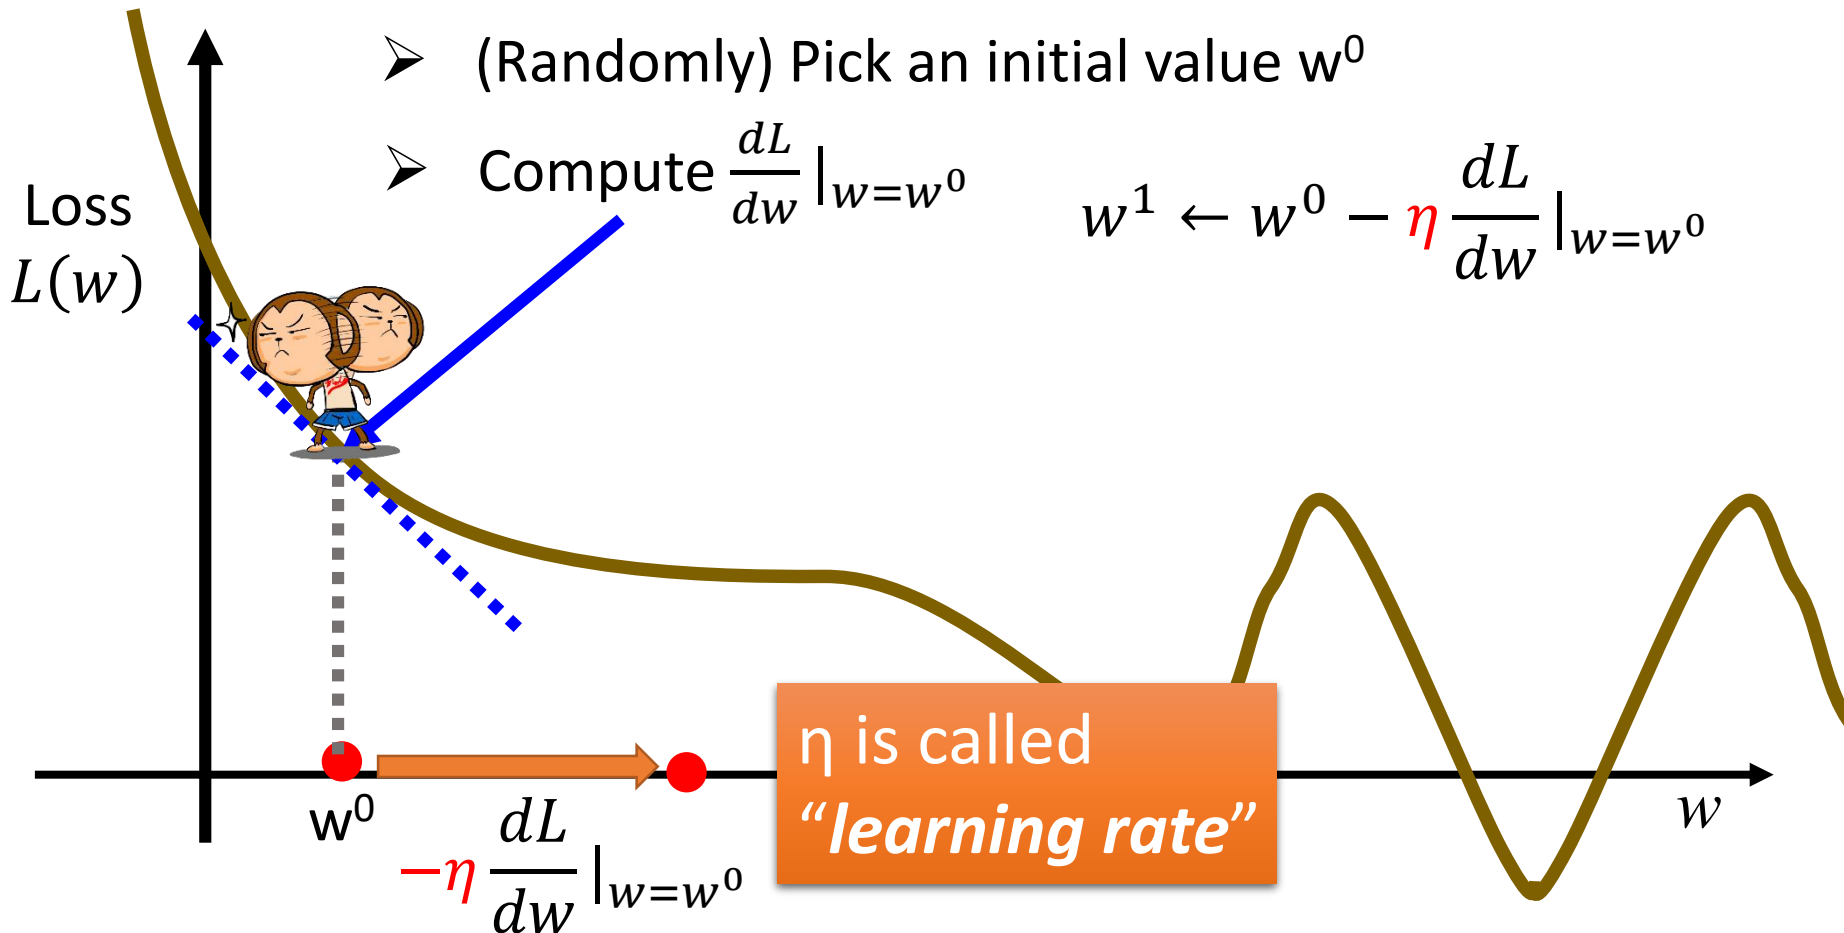 ➢ (Randomly) Pick an initial value w⁰
➢ Compute dL/dw |w=w⁰
w¹ ← w⁰ − η dL/dw |w=w⁰
Loss
L(w)
w⁰
−η dL/dw |w=w⁰
η is called
“learning rate”
w